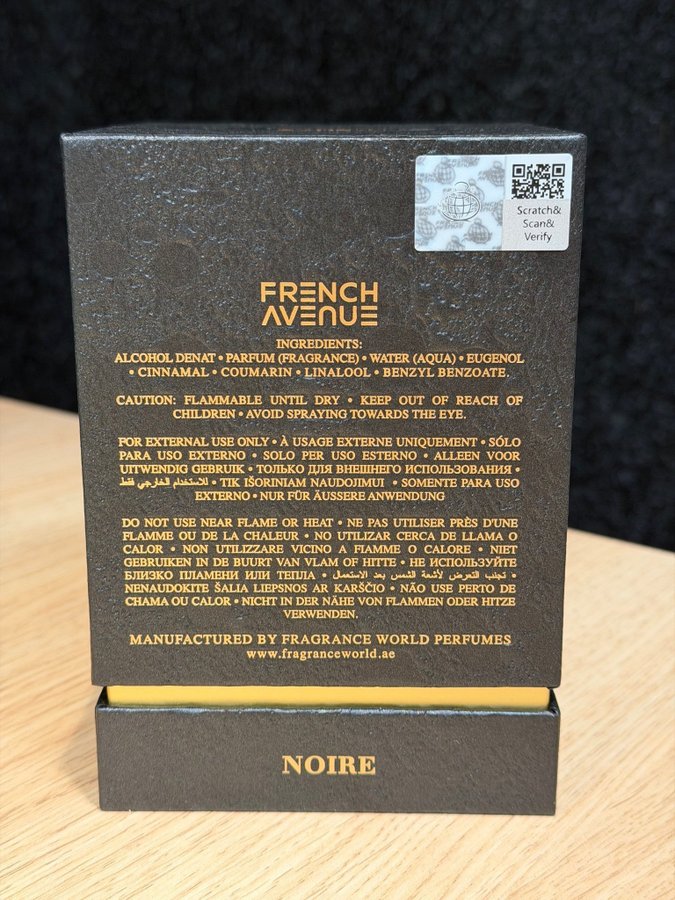 Scratch&
Scan&
Verify
FRENCH
AVENUE
INGREDIENTS:
ALCOHOL DENAT • PARFUM (FRAGRANCE) • WATER (AQUA) • EUGENOL
• CINNAMAL • COUMARIN • LINALOOL • BENZYL BENZOATE.
CAUTION: FLAMMABLE UNTIL DRY • KEEP OUT OF REACH OF
CHILDREN • AVOID SPRAYING TOWARDS THE EYE.
FOR EXTERNAL USE ONLY • À USAGE EXTERNE UNIQUEMENT • SÓLO
PARA USO EXTERNO • SOLO PER USO ESTERNO • ALLEEN VOOR
UITWENDIG GEBRUIK • ТОЛЬКО ДЛЯ ВНЕШНЕГО ИСПОЛЬЗОВАНИЯ •
للاستخدام الخارجي فقط • TIK IŠORINIAM NAUDOJIMUI • SOMENTE PARA USO
EXTERNO • NUR FÜR ÄUSSERE ANWENDUNG
DO NOT USE NEAR FLAME OR HEAT • NE PAS UTILISER PRÈS D'UNE
FLAMME OU DE LA CHALEUR • NO UTILIZAR CERCA DE LLAMA O
CALOR • NON UTILIZZARE VICINO A FIAMME O CALORE • NIET
GEBRUIKEN IN DE BUURT VAN VLAM OF HITTE • НЕ ИСПОЛЬЗУЙТЕ
БЛИЗКО ПЛАМЕНИ ИЛИ ТЕПЛА • تجنب التعرض لأشعة الشمس بعد الاستعمال •
NENAUDOKITE ŠALIA LIEPSNOS AR KARŠČIO • NÃO USE PERTO DE
CHAMA OU CALOR • NICHT IN DER NÄHE VON FLAMMEN ODER HITZE
VERWENDEN.
MANUFACTURED BY FRAGRANCE WORLD PERFUMES
www.fragranceworld.ae
NOIRE